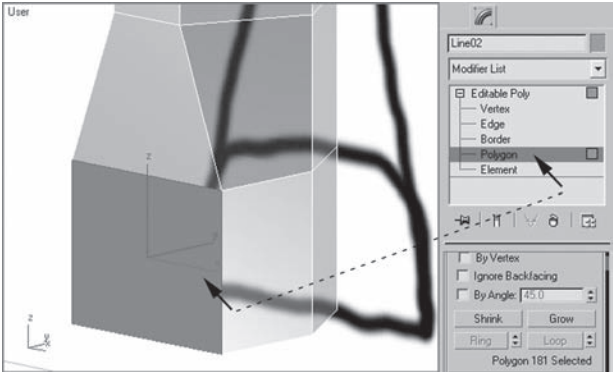 User
Line02
Modifier List
Editable Poly
Vertex
Edge
Border
Polygon
Element
z
By Vertex
Ignore Backfacing
By Angle: 45.0
Shrink Grow
Ring Loop
Polygon 181 Selected
z